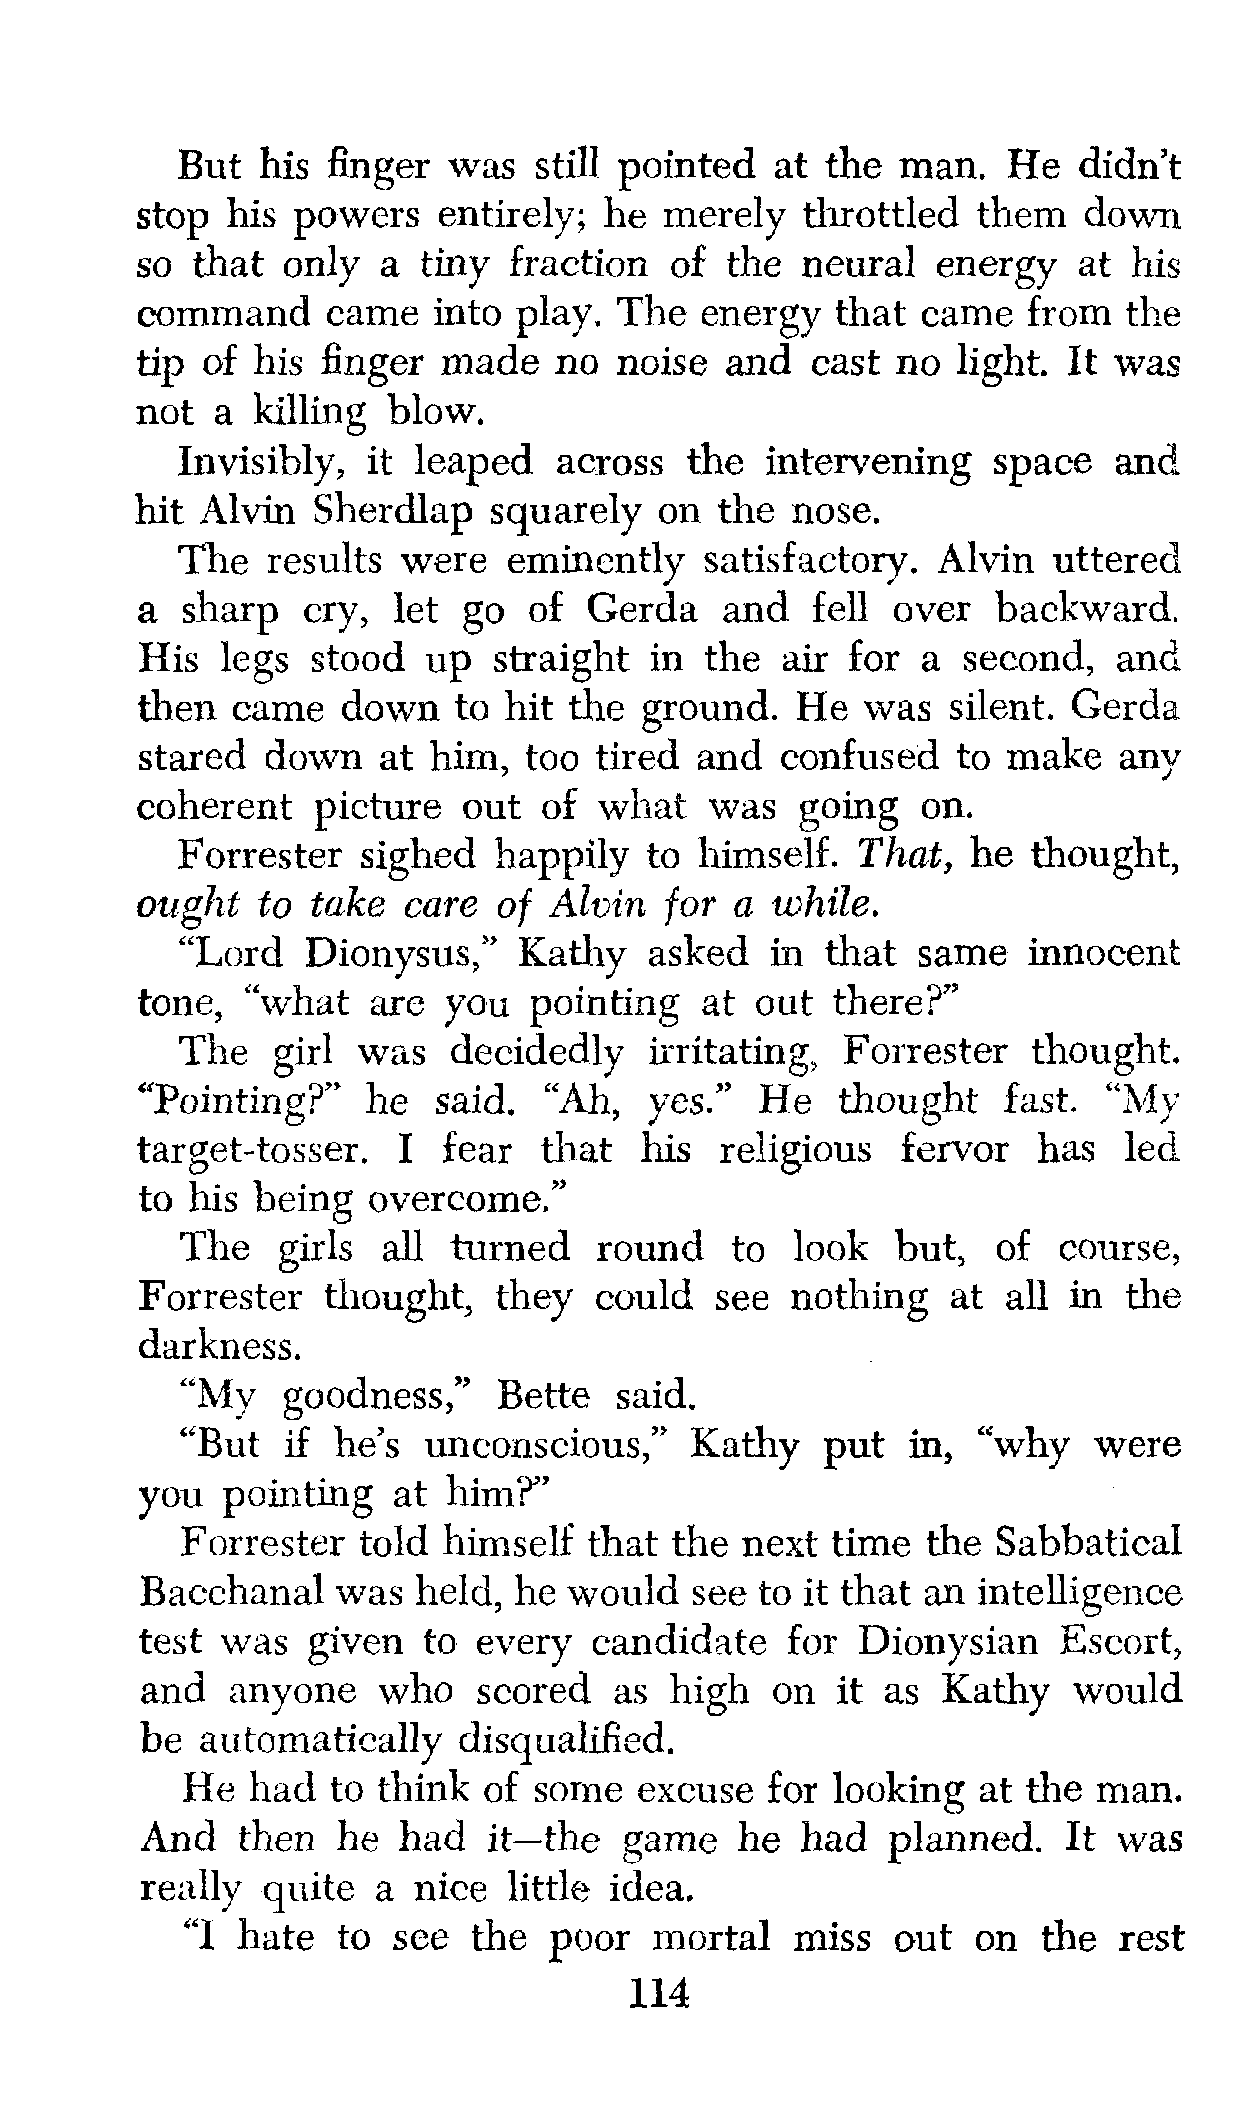 But his finger was still pointed at the man. He didn't
stop his powers entirely; he merely throttled them down
so that only a tiny fraction of the neural energy at his
command came into play. The energy that came from the
tip of his finger made no noise and cast no light. It was
not a killing blow.
Invisibly, it leaped across the intervening space and
hit Alvin Sherdlap squarely on the nose.
The results were eminently satisfactory. Alvin uttered
a sharp cry, let go of Gerda and fell over backward.
His legs stood up straight in the air for a second, and
then came down to hit the ground. He was silent. Gerda
stared down at him, too tired and confused to make any
coherent picture out of what was going on.
Forrester sighed happily to himself. That, he thought,
ought to take care of Alvin for a while.
“Lord Dionysus,” Kathy asked in that same innocent
tone, “what are you pointing at out there?”
The girl was decidedly irritating, Forrester thought.
“Pointing?” he said. “Ah, yes.” He thought fast. “My
target-tosser. I fear that his religious fervor has led
to his being overcome.”
The girls all turned round to look but, of course,
Forrester thought, they could see nothing at all in the
darkness.
“My goodness,” Bette said.
“But if he's unconscious,” Kathy put in, “why were
you pointing at him?”
Forrester told himself that the next time the Sabbatical
Bacchanal was held, he would see to it that an intelligence
test was given to every candidate for Dionysian Escort,
and anyone who scored as high on it as Kathy would
be automatically disqualified.
He had to think of some excuse for looking at the man.
And then he had it—the game he had planned. It was
really quite a nice little idea.
“I hate to see the poor mortal miss out on the rest
114